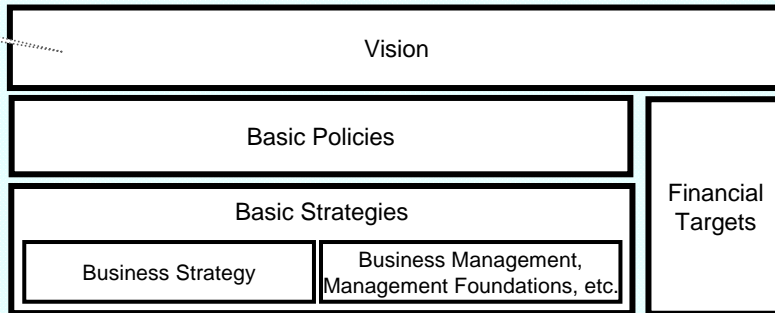 Vision
Basic Policies
Financial
Targets
Basic Strategies
Business Strategy
Business Management,
Management Foundations, etc.